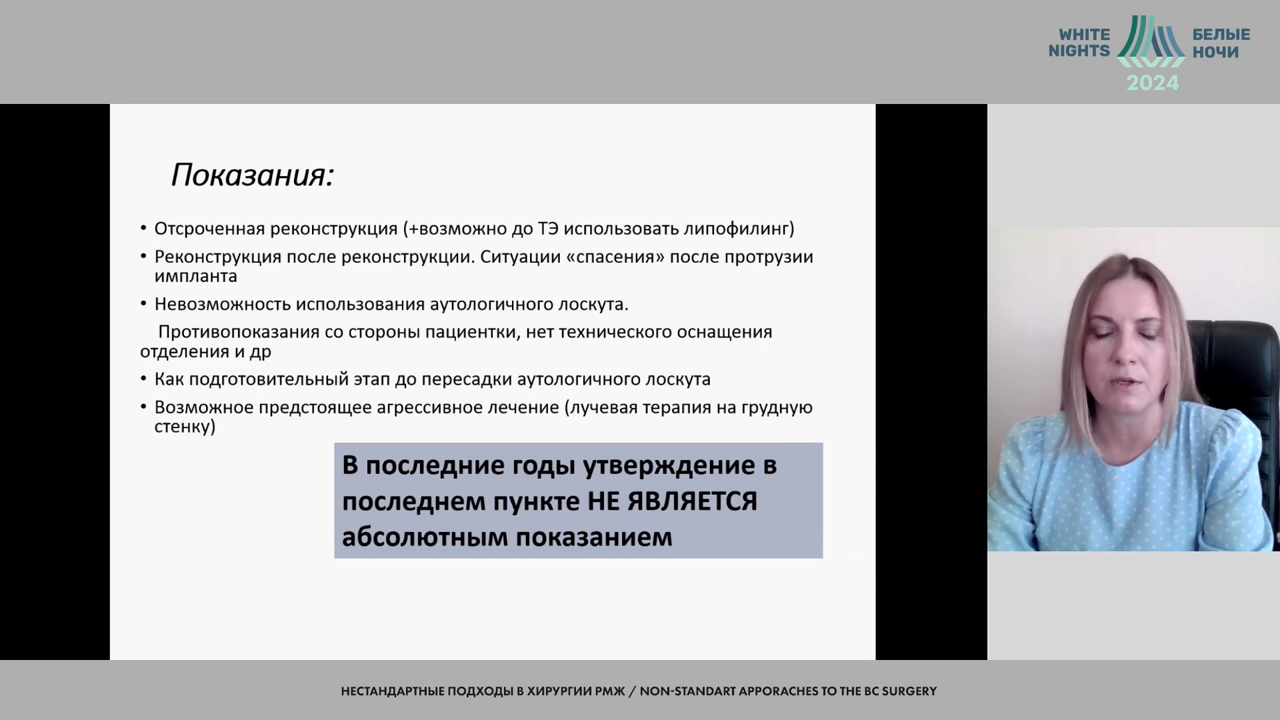 WHITE NIGHTS
БЕЛЫЕ НОЧИ
2024
Показания:
• Отсроченная реконструкция (+возможно до ТЭ использовать липофилинг)
• Реконструкция после реконструкции. Ситуации «спасения» после протрузии
импланта
• Невозможность использования аутологичного лоскута.
Противопоказания со стороны пациентки, нет технического оснащения
отделения и др
• Как подготовительный этап до пересадки аутологичного лоскута
• Возможное предстоящее агрессивное лечение (лучевая терапия на грудную
стенку)
В последние годы утверждение в
последнем пункте НЕ ЯВЛЯЕТСЯ
абсолютным показанием
НЕСТАНДАРТНЫЕ ПОДХОДЫ В ХИРУРГИИ РМЖ / NON-STANDART APPORACHES TO THE BC SURGERY